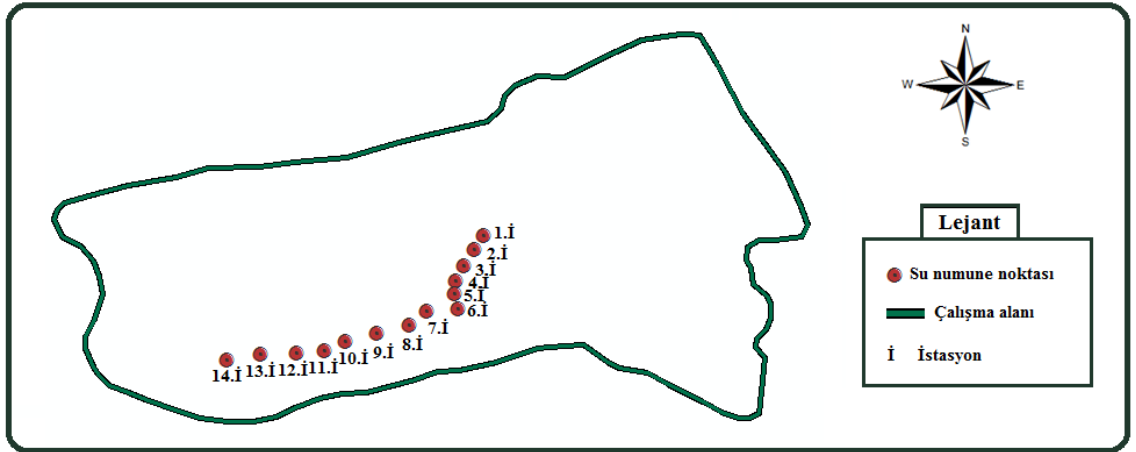 N
W
E
S
1.İ
2.İ
3.İ
4.İ
5.İ
6.İ
7.İ
8.İ
9.İ
10.İ
11.İ
12.İ
13.İ
14.İ
Lejant
Su numune noktası
Çalışma alanı
İ İstasyon